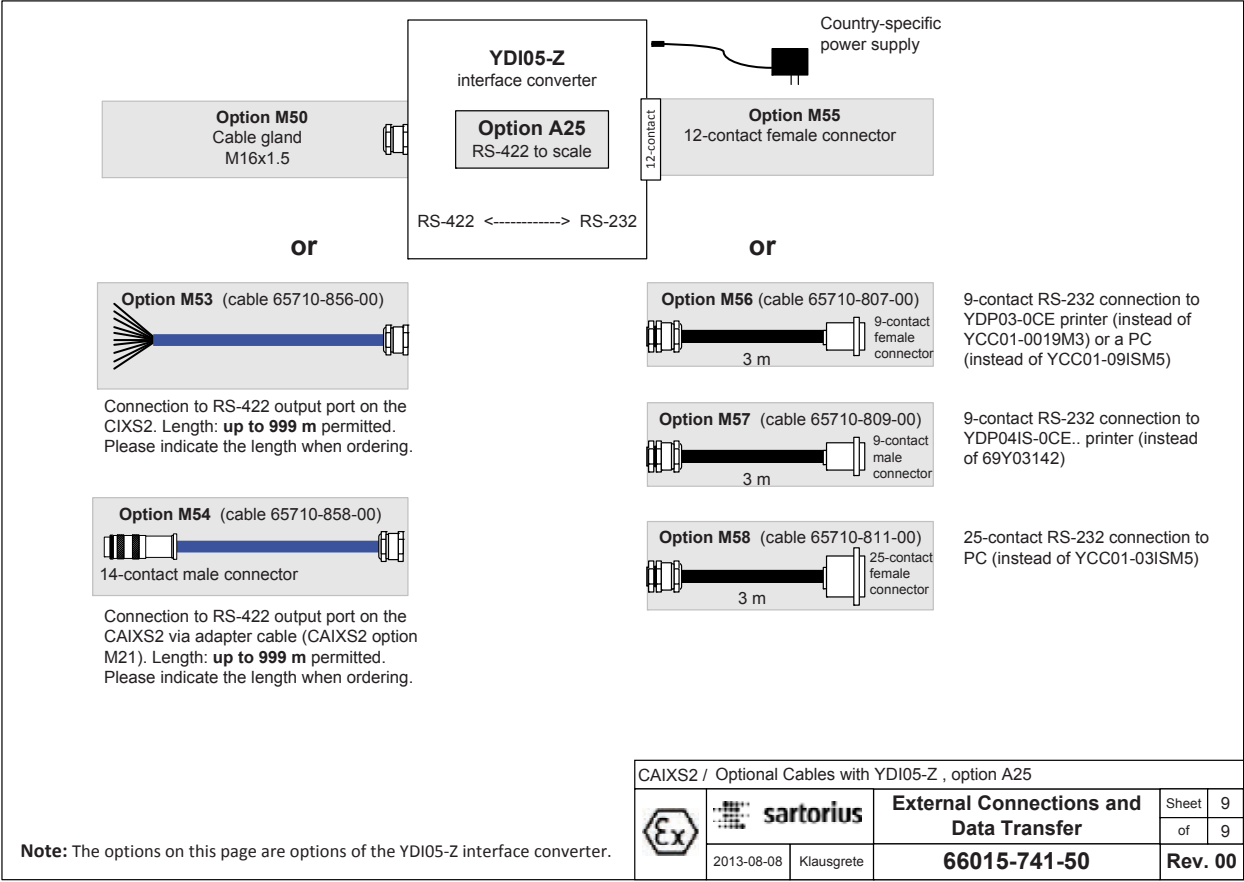 Country-specific
power supply
YDI05-Z
interface converter
Option M50
Cable gland
M16x1.5
Option A25
RS-422 to scale
12-contact
Option M55
12-contact female connector
RS-422 <------------> RS-232
or
or
Option M53 (cable 65710-856-00)
Connection to RS-422 output port on the
CIXS2. Length: up to 999 m permitted.
Please indicate the length when ordering.
Option M54 (cable 65710-858-00)
14-contact male connector
Connection to RS-422 output port on the
CAIXS2 via adapter cable (CAIXS2 option
M21). Length: up to 999 m permitted.
Please indicate the length when ordering.
Option M56 (cable 65710-807-00)
9-contact
female
connector
3 m
9-contact RS-232 connection to
YDP03-0CE printer (instead of
YCC01-0019M3) or a PC
(instead of YCC01-09ISM5)
Option M57 (cable 65710-809-00)
9-contact
male
connector
3 m
9-contact RS-232 connection to
YDP04IS-0CE.. printer (instead
of 69Y03142)
Option M58 (cable 65710-811-00)
25-contact
female
connector
3 m
25-contact RS-232 connection to
PC (instead of YCC01-03ISM5)
Note: The options on this page are options of the YDI05-Z interface converter.
CAIXS2 / Optional Cables with YDI05-Z , option A25
Ex
sartorius
External Connections and
Data Transfer
Sheet 9
of 9
2013-08-08 Klausgrete
66015-741-50
Rev. 00